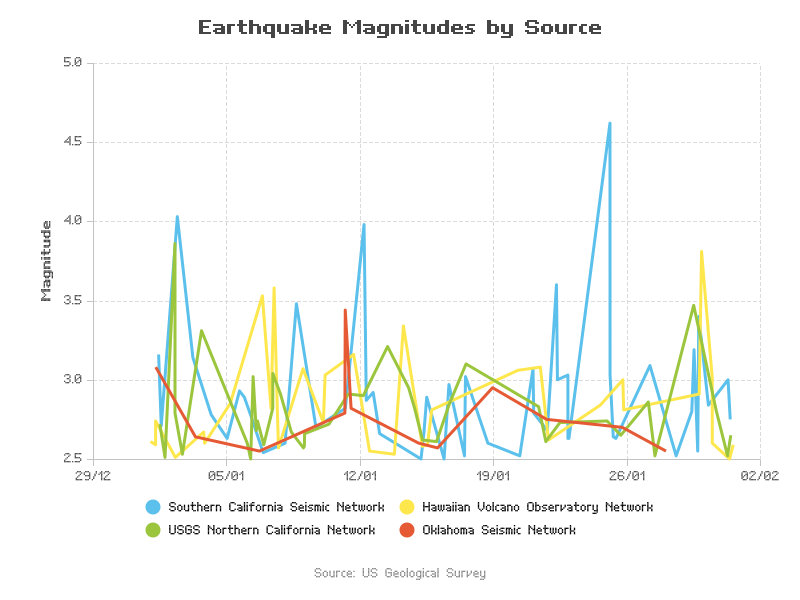 Earthquake Magnitudes by Source
5.0
4.5
4.0
3.5
3.0
2.5
Magnitude
29/12 05/01 12/01 19/01 26/01 02/02
Southern California Seismic Network Hawaiian Volcano Observatory Network
USGS Northern California Network Oklahoma Seismic Network
Source: US Geological Survey